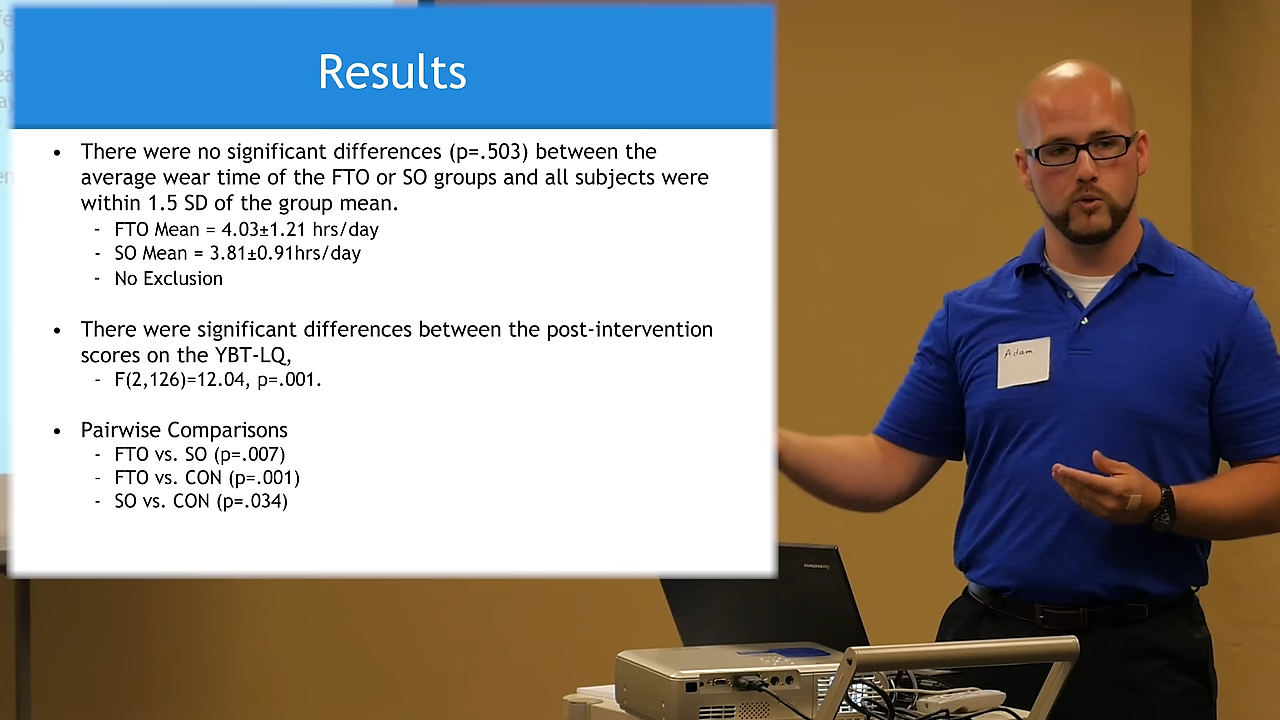 Results
• There were no significant differences (p=.503) between the
average wear time of the FTO or SO groups and all subjects were
within 1.5 SD of the group mean.
- FTO Mean = 4.03±1.21 hrs/day
- SO Mean = 3.81±0.91hrs/day
- No Exclusion
• There were significant differences between the post-intervention
scores on the YBT-LQ,
- F(2,126)=12.04, p=.001.
• Pairwise Comparisons
- FTO vs. SO (p=.007)
- FTO vs. CON (p=.001)
- SO vs. CON (p=.034)
Adam